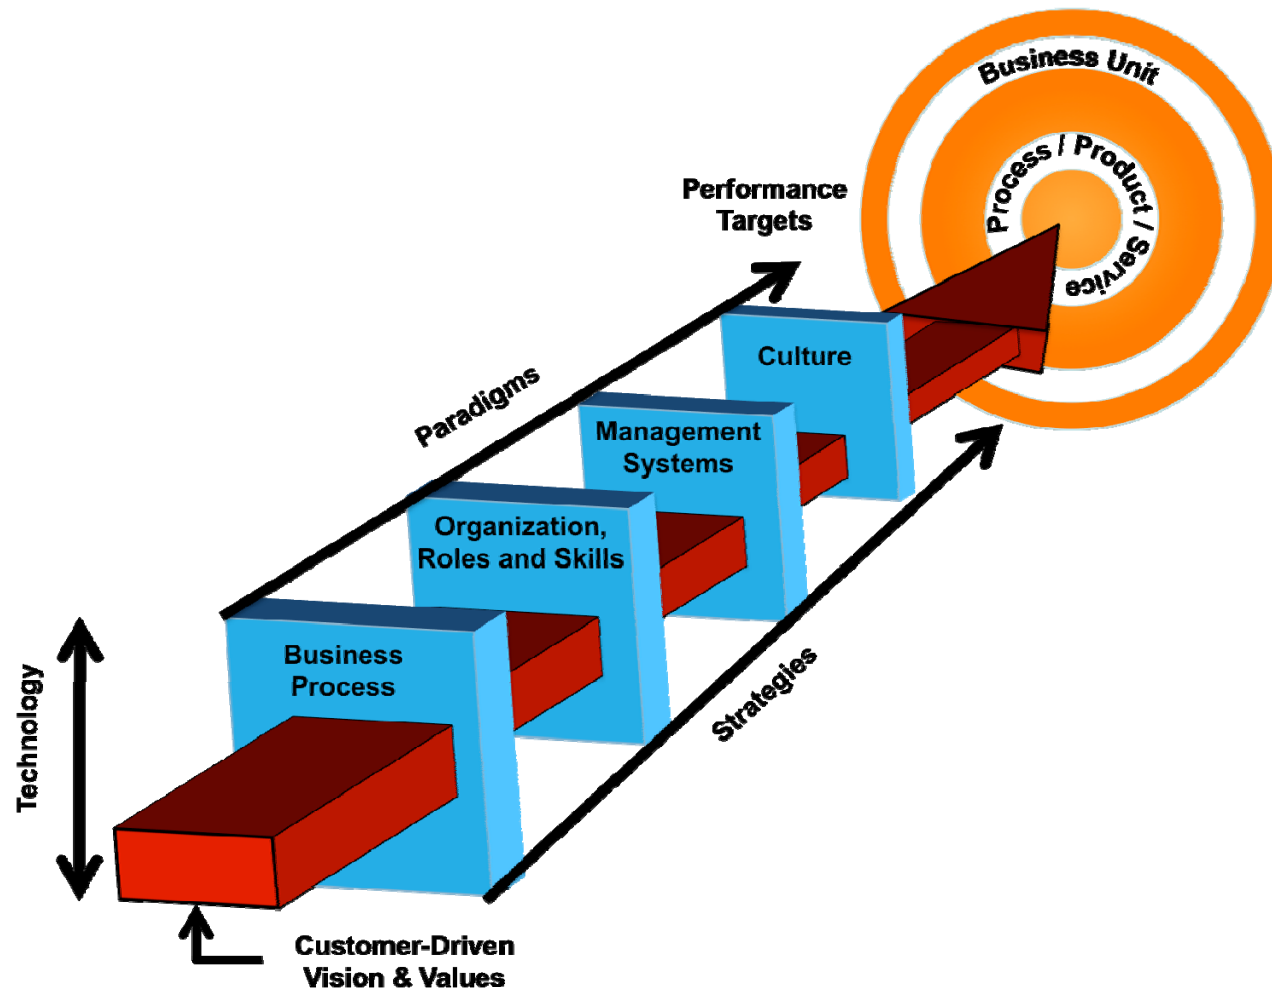 Business Unit
Process / Product / Service
Performance
Targets
Culture
Paradigms
Management
Systems
Organization,
Roles and Skills
Business
Process
Technology
Strategies
Customer-Driven
Vision & Values